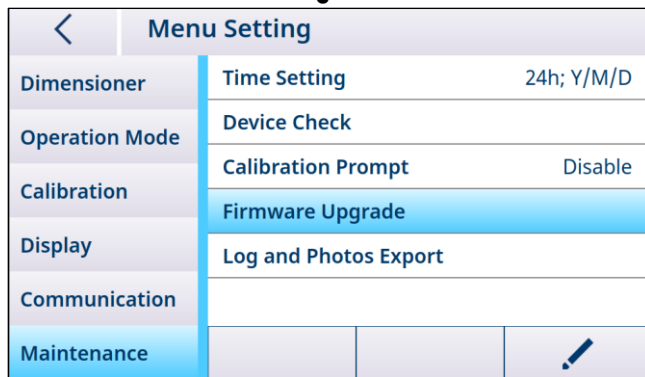 Menu Setting
Dimensioner
Operation Mode
Calibration
Display
Communication
Maintenance
Time Setting 24h; Y/M/D
Device Check
Calibration Prompt Disable
Firmware Upgrade
Log and Photos Export